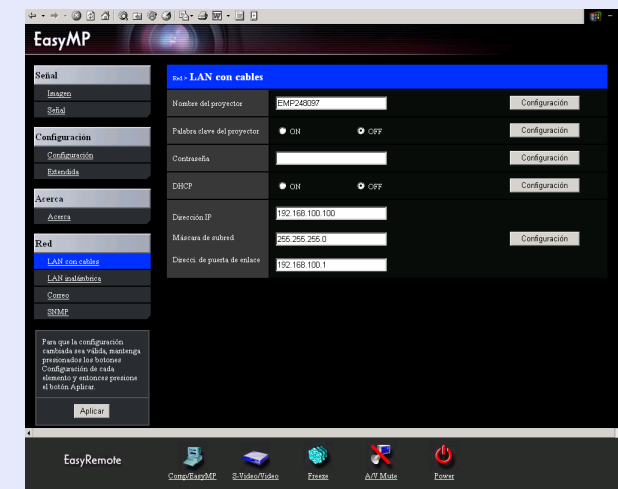 EasyMP
Señal
Imagen
Señal
Configuración
Configuración
Extendida
Acerca
Acerca
Red
LAN con cables
LAN inalámbrica
Correo
SNMP
Para que la configuración
cambiada sea válida, mantenga
presionados los botones
Configuración de cada
elemento y entonces presione
el botón Aplicar.
Aplicar
Red > LAN con cables
Nombre del proyector EMP248097 Configuración
Palabra clave del proyector ON OFF Configuración
Contraseña Configuración
DHCP ON OFF Configuración
Dirección IP 192.168.100.100
Máscara de subred 255.255.255.0 Configuración
Direcci. de puerta de enlace 192.168.100.1
EasyRemote
Comp/EasyMP S-Video/Video Freeze A/V Mute Power